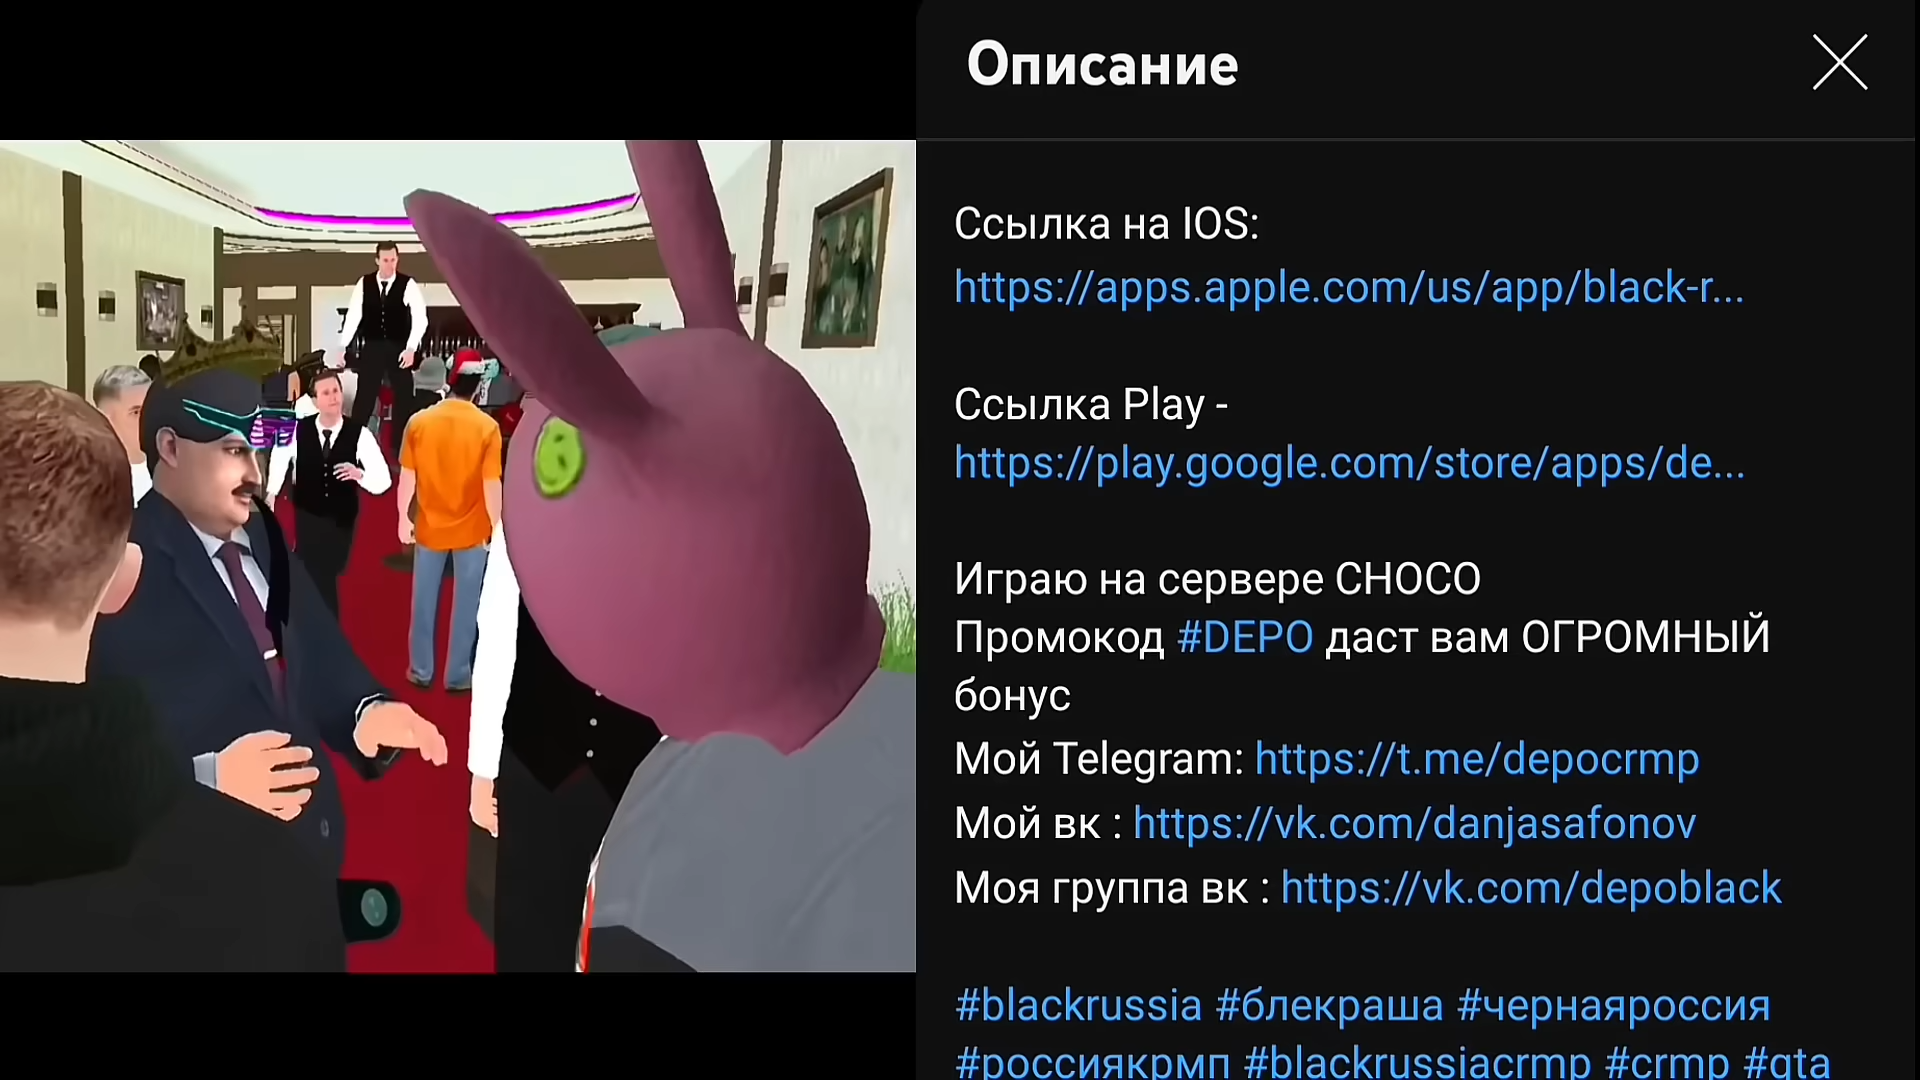 Описание
Ссылка на IOS:
https://apps.apple.com/us/app/black-r...
Ссылка Play -
https://play.google.com/store/apps/de...
Играю на сервере CHOCO
Промокод #DEPO даст вам ОГРОМНЫЙ
бонус
Мой Telegram: https://t.me/depocrmp
Мой вк : https://vk.com/danjasafonov
Моя группа вк : https://vk.com/depoblack
#blackrussia #блекраша #чернаяроссия
#россиякрмп #blackrussiacrmp #crmp #gta